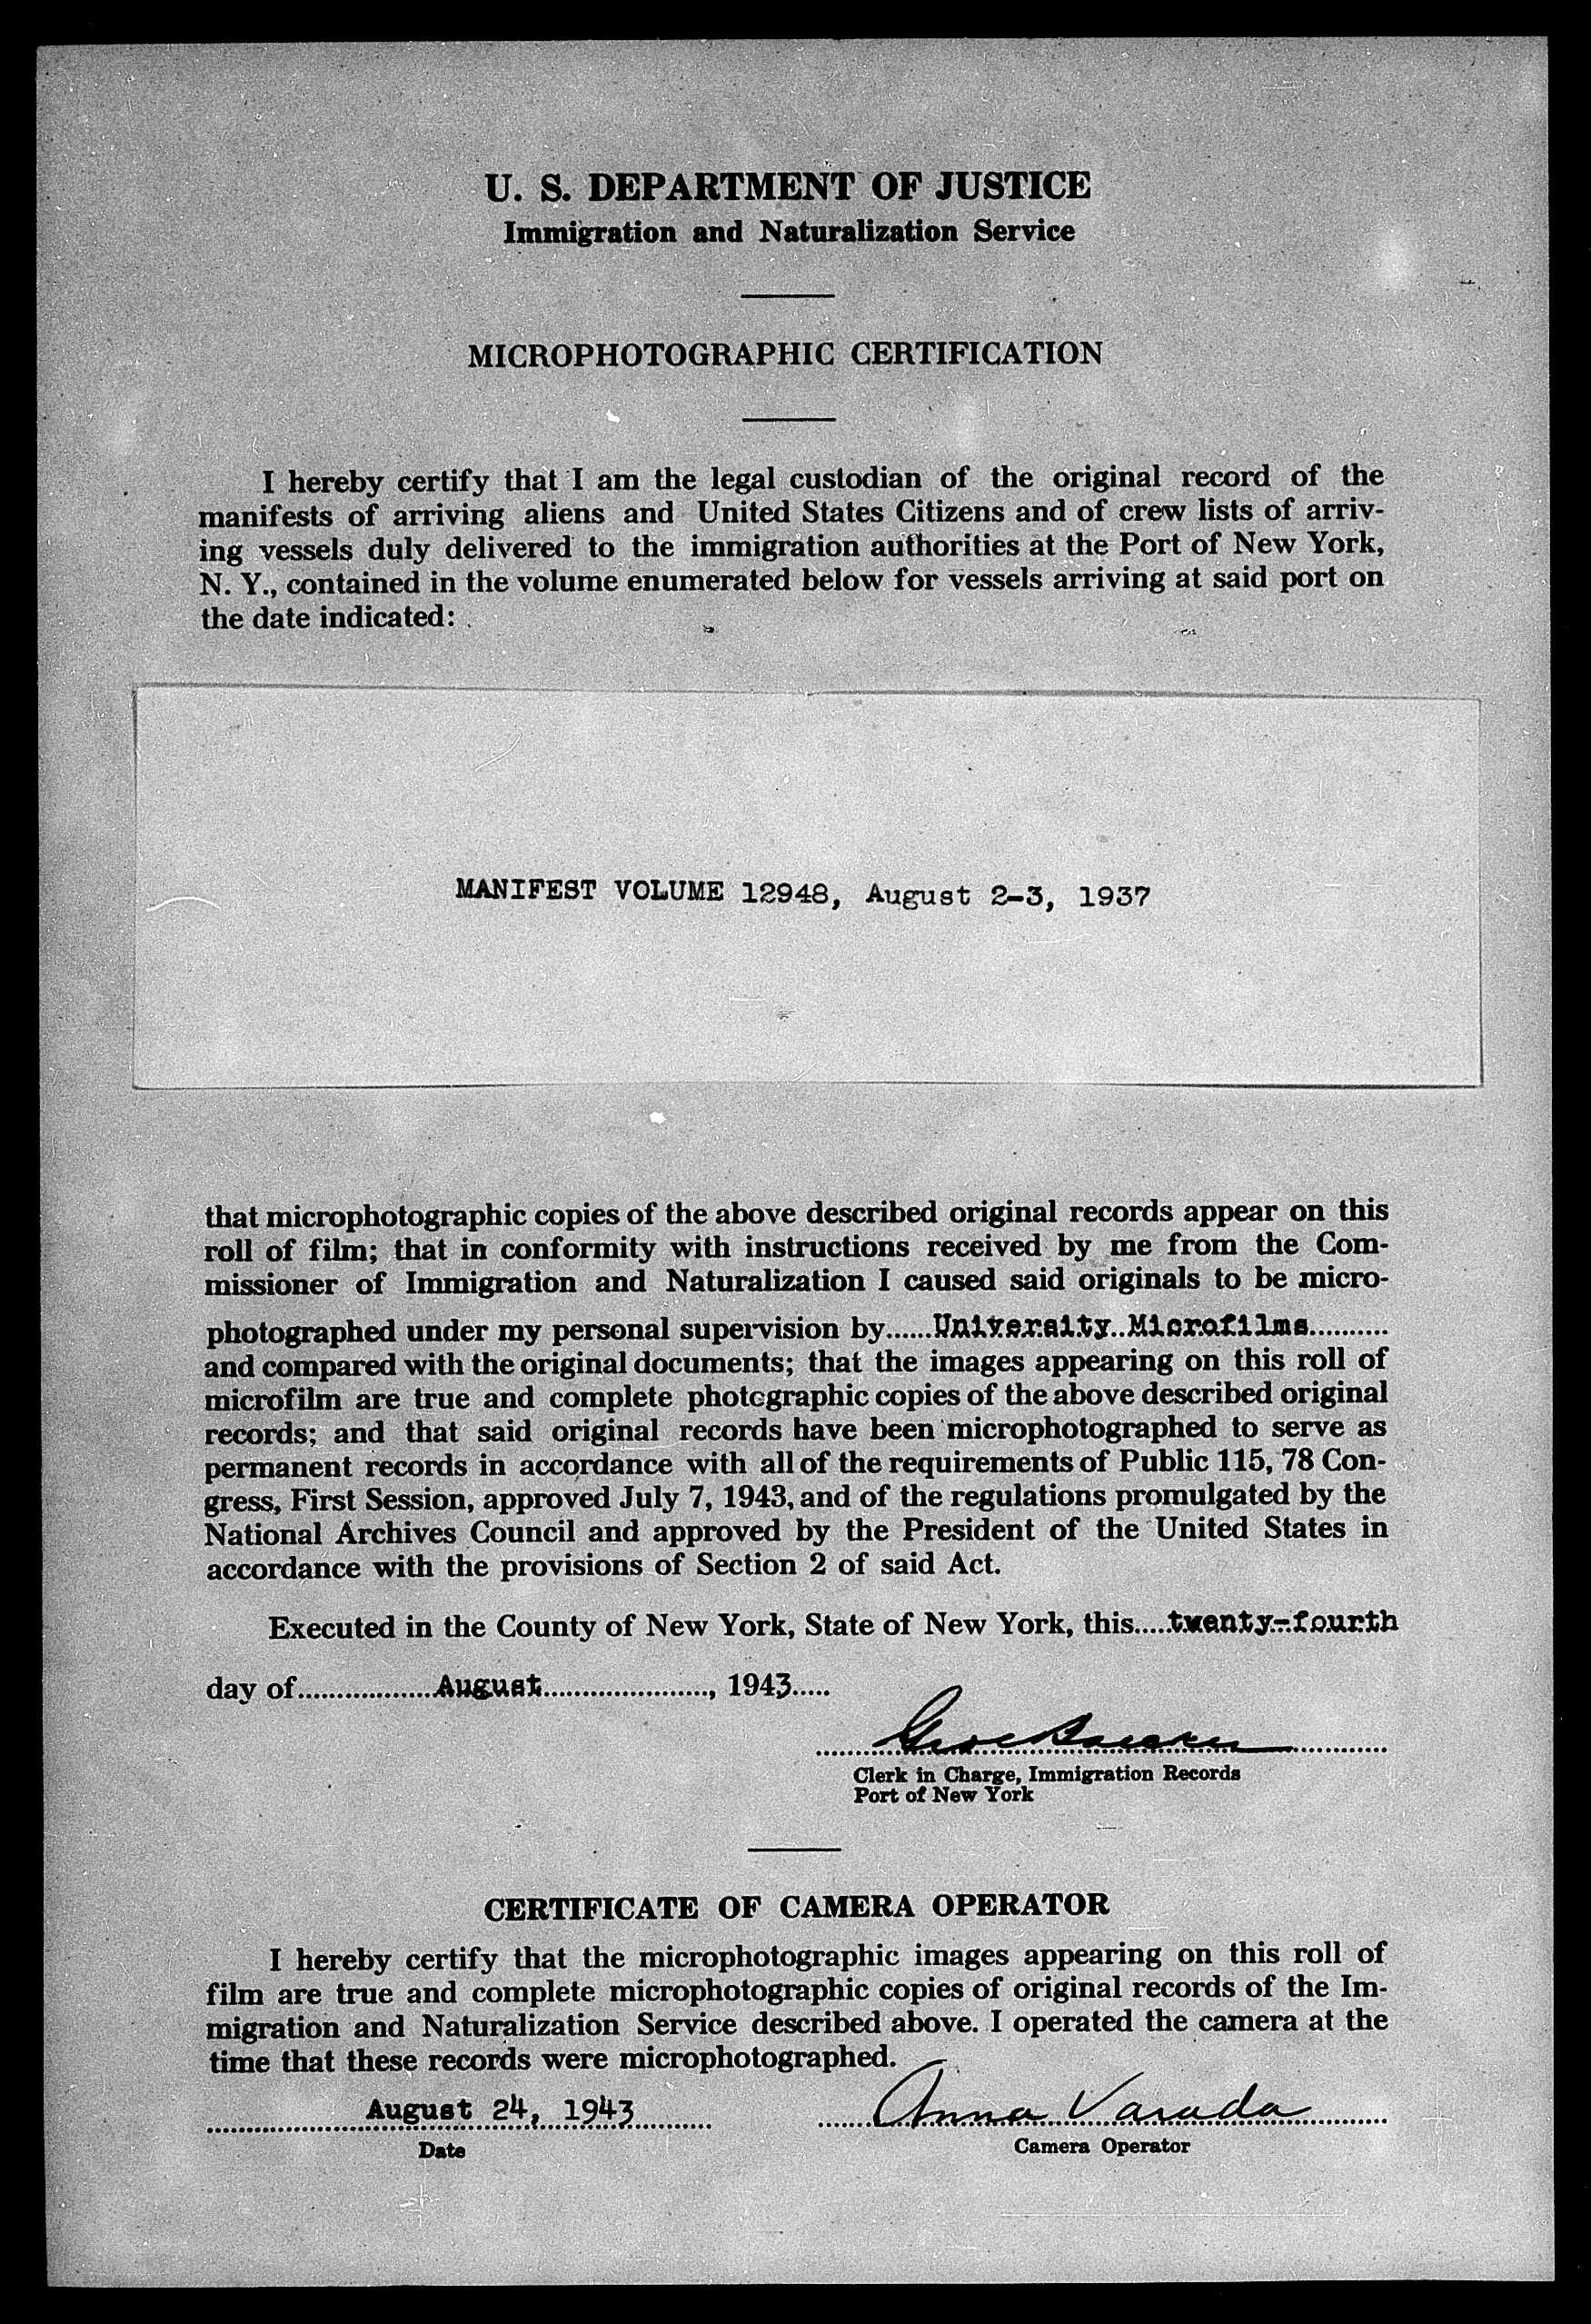 U. S. DEPARTMENT OF JUSTICE
Immigration and Naturalization Service
MICROPHOTOGRAPHIC CERTIFICATION
I hereby certify that I am the legal custodian of the original record of the
manifests of arriving aliens and United States Citizens and of crew lists of arriv-
ing vessels duly delivered to the immigration authorities at the Port of New York,
N. Y., contained in the volume enumerated below for vessels arriving at said port on
the date indicated:
MANIFEST VOLUME 12948, August 2-3, 1937
that microphotographic copies of the above described original records appear on this
roll of film; that in conformity with instructions received by me from the Com-
missioner of Immigration and Naturalization I caused said originals to be micro-
photographed under my personal supervision by......University Microfilms..........
and compared with the original documents; that the images appearing on this roll of
microfilm are true and complete photographic copies of the above described original
records; and that said original records have been microphotographed to serve as
permanent records in accordance with all of the requirements of Public 115, 78 Con-
gress, First Session, approved July 7, 1943, and of the regulations promulgated by the
National Archives Council and approved by the President of the United States in
accordance with the provisions of Section 2 of said Act.
Executed in the County of New York, State of New York, this.....twenty-fourth
day of..................August......................, 1943.....
Clerk in Charge, Immigration Records
Port of New York
CERTIFICATE OF CAMERA OPERATOR
I hereby certify that the microphotographic images appearing on this roll of
film are true and complete microphotographic copies of original records of the Im-
migration and Naturalization Service described above. I operated the camera at the
time that these records were microphotographed.
August 24, 1943 Anna Varada
Date Camera Operator